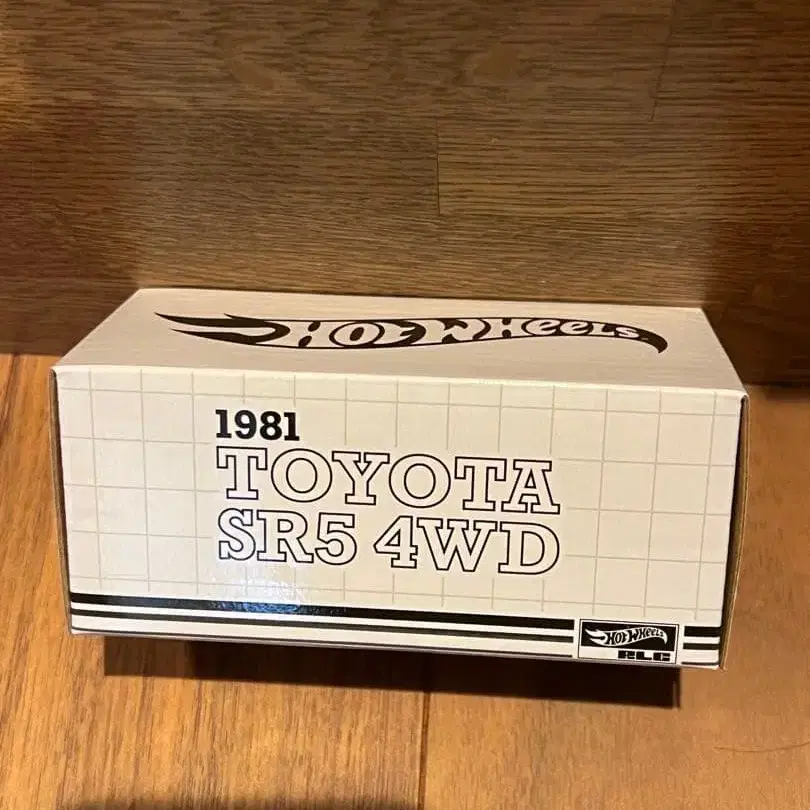 HOT WHEELS
1981
TOYOTA
SR5 4WD
HOT WHEELS
RLC